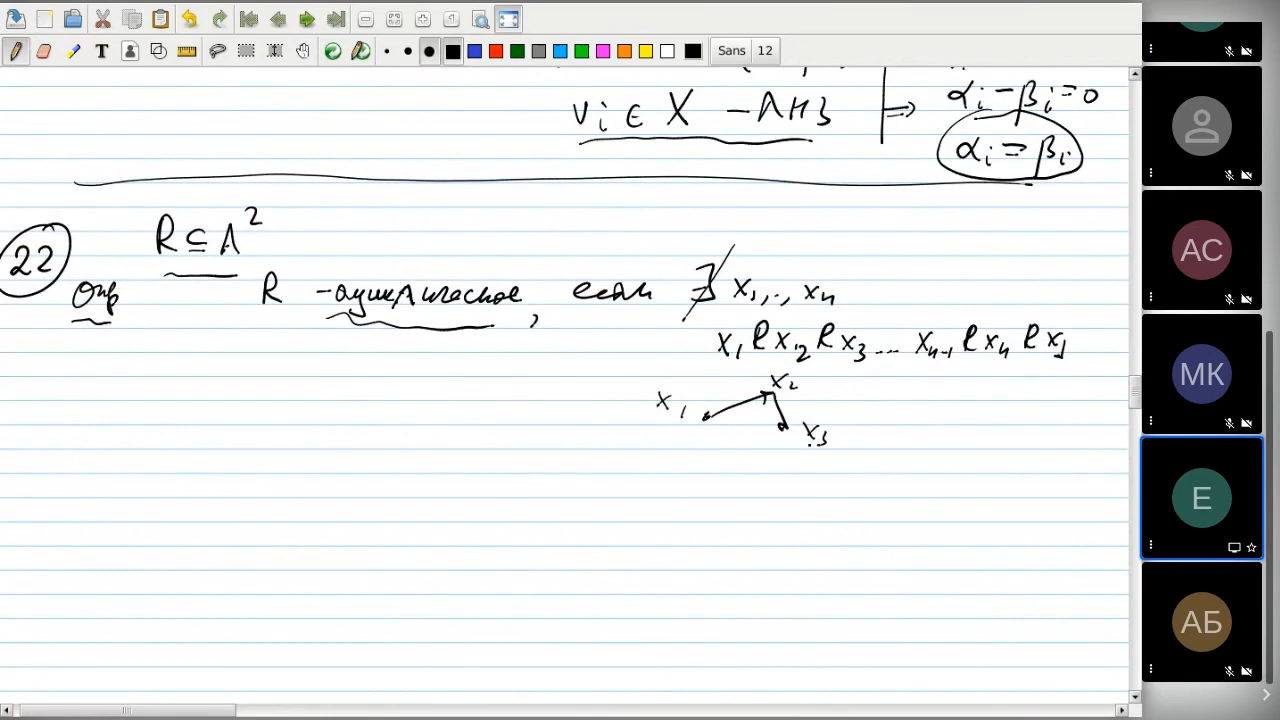 Sans 12
αi − βi = 0
vi ∈ X – ЛНЗ ⇒
αi = βi
22 R ⊆ A²
Опр R – ациклическое, если ∄ x1,.., xn
x1 R x2 R x3 ... xn-1 R xn R x1
x1 x2
x3
АС
МК
Е
АБ